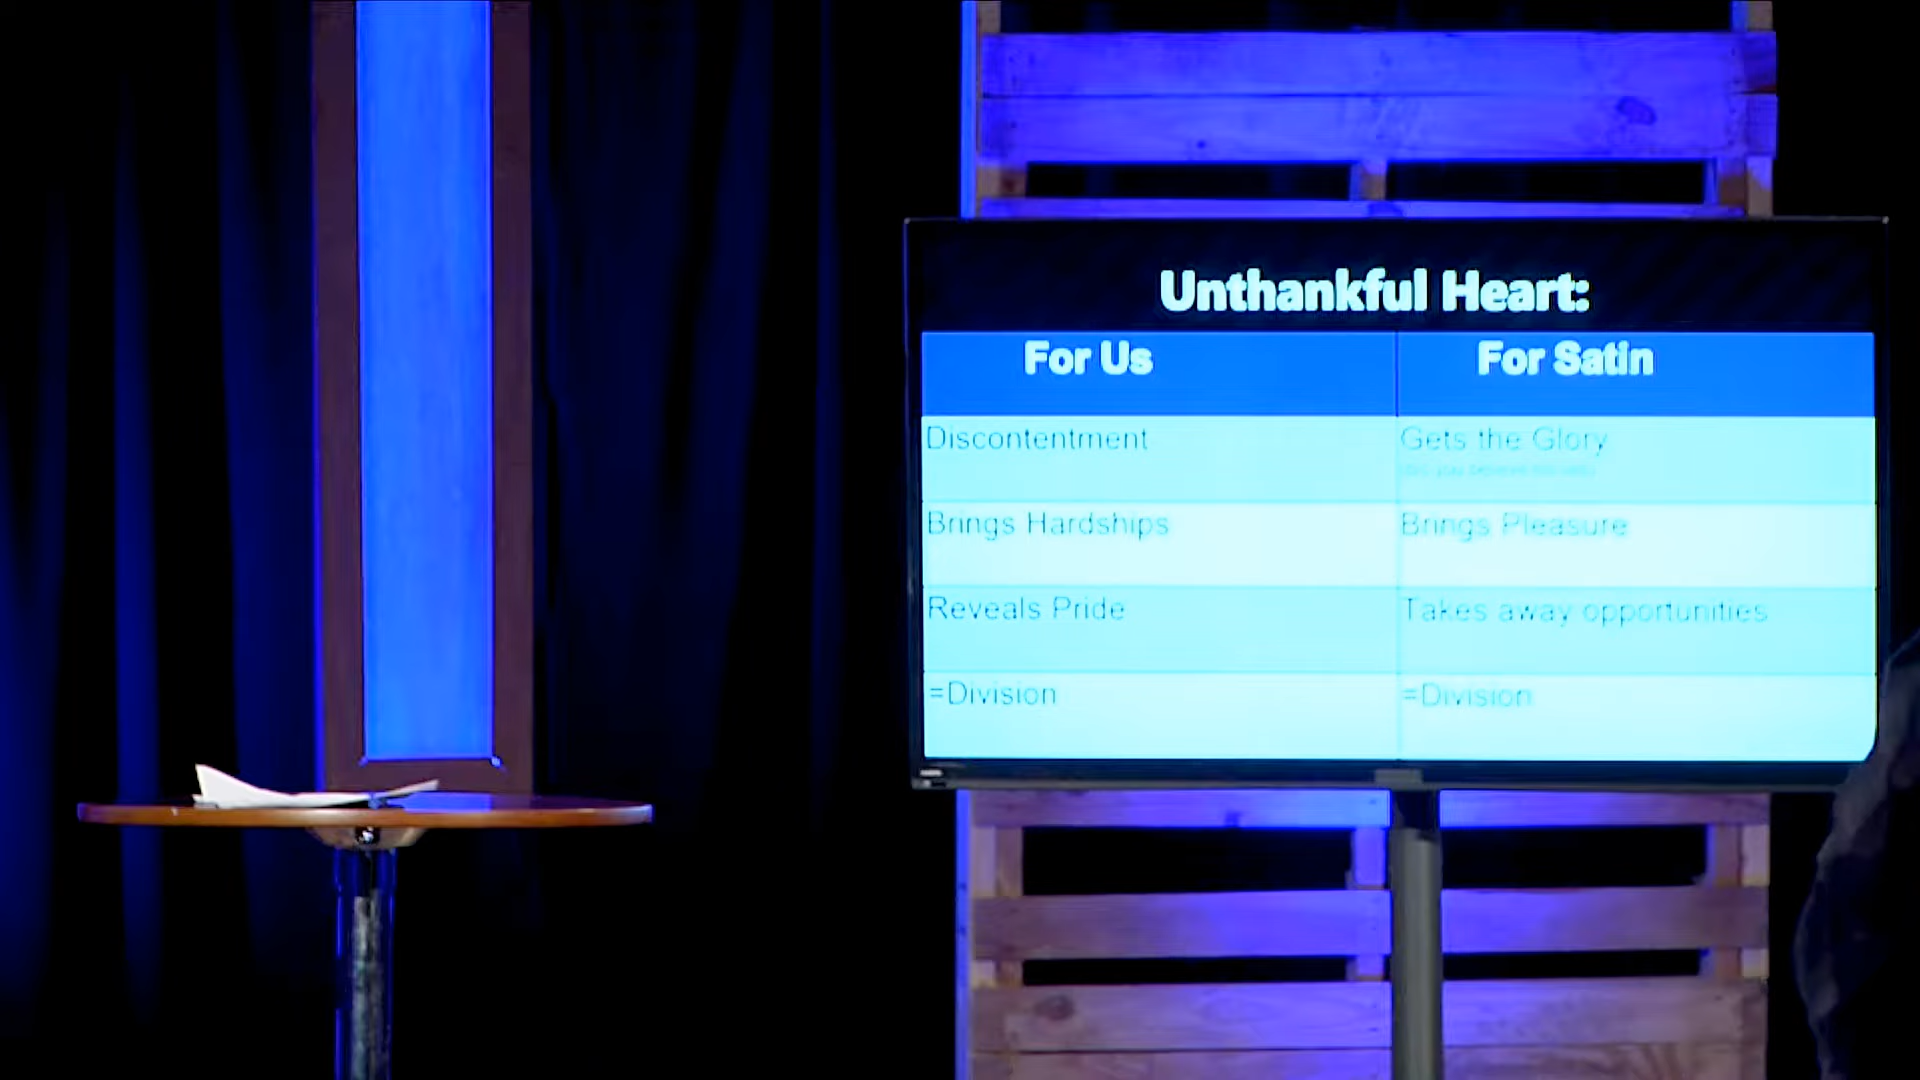 Unthankful Heart:
For Us
For Satin
Discontentment
Gets the Glory
Brings Hardships
Brings Pleasure
Reveals Pride
Takes away opportunities
=Division
=Division